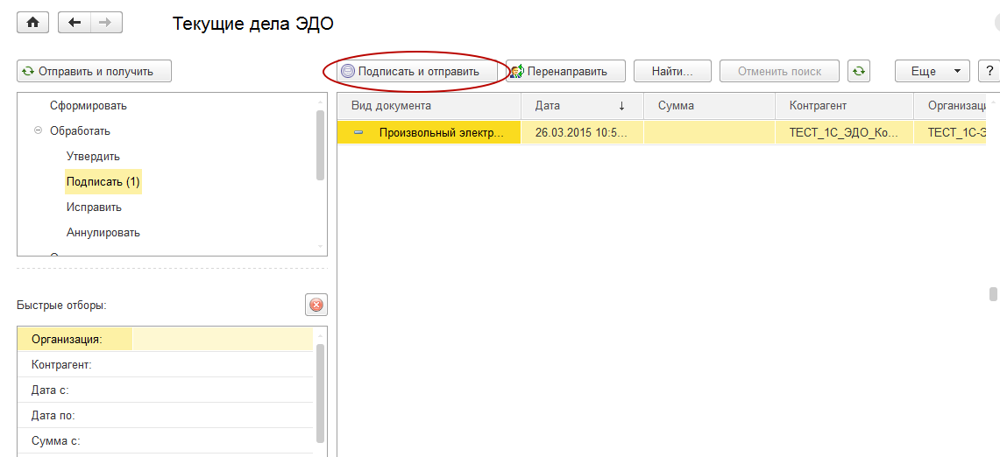 Текущие дела ЭДО
Отправить и получить
Подписать и отправить
Перенаправить
Найти...
Отменить поиск
Еще
?
Сформировать
Обработать
Утвердить
Подписать (1)
Исправить
Аннулировать
Вид документа Дата ↓ Сумма Контрагент Организаци
Произвольный электр... 26.03.2015 10:5... ТЕСТ_1С_ЭДО_Ко... ТЕСТ_1С-Э
Быстрые отборы:
Организация:
Контрагент:
Дата с:
Дата по:
Сумма с: